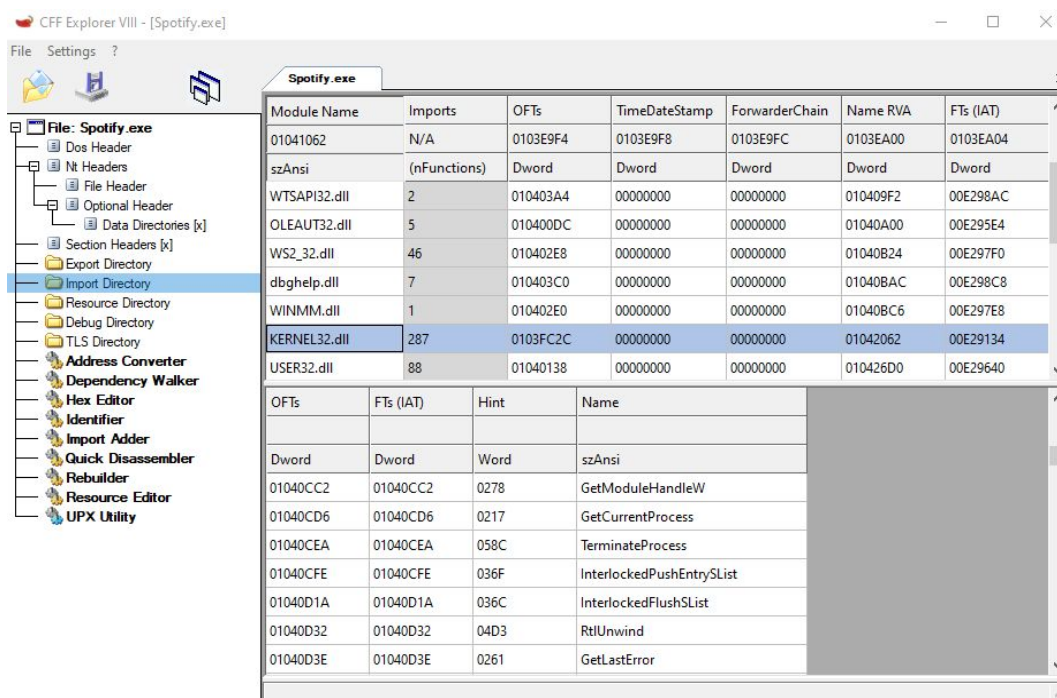 CFF Explorer VIII - [Spotify.exe]
File Settings ?
Spotify.exe
File: Spotify.exe
Dos Header
Nt Headers
File Header
Optional Header
Data Directories [x]
Section Headers [x]
Export Directory
Import Directory
Resource Directory
Debug Directory
TLS Directory
Address Converter
Dependency Walker
Hex Editor
Identifier
Import Adder
Quick Disassembler
Rebuilder
Resource Editor
UPX Utility
Module Name Imports OFTs TimeDateStamp ForwarderChain Name RVA FTs (IAT)
01041062 N/A 0103E9F4 0103E9F8 0103E9FC 0103EA00 0103EA04
szAnsi (nFunctions) Dword Dword Dword Dword Dword
WTSAPI32.dll 2 010403A4 00000000 00000000 010409F2 00E298AC
OLEAUT32.dll 5 010400DC 00000000 00000000 01040A00 00E295E4
WS2_32.dll 46 010402E8 00000000 00000000 01040B24 00E297F0
dbghelp.dll 7 010403C0 00000000 00000000 01040BAC 00E298C8
WINMM.dll 1 010402E0 00000000 00000000 01040BC6 00E297E8
KERNEL32.dll 287 0103FC2C 00000000 00000000 01042062 00E29134
USER32.dll 88 01040138 00000000 00000000 010426D0 00E29640
OFTs FTs (IAT) Hint Name
Dword Dword Word szAnsi
01040CC2 01040CC2 0278 GetModuleHandleW
01040CD6 01040CD6 0217 GetCurrentProcess
01040CEA 01040CEA 058C TerminateProcess
01040CFE 01040CFE 036F InterlockedPushEntrySList
01040D1A 01040D1A 036C InterlockedFlushSList
01040D32 01040D32 04D3 RtlUnwind
01040D3E 01040D3E 0261 GetLastError